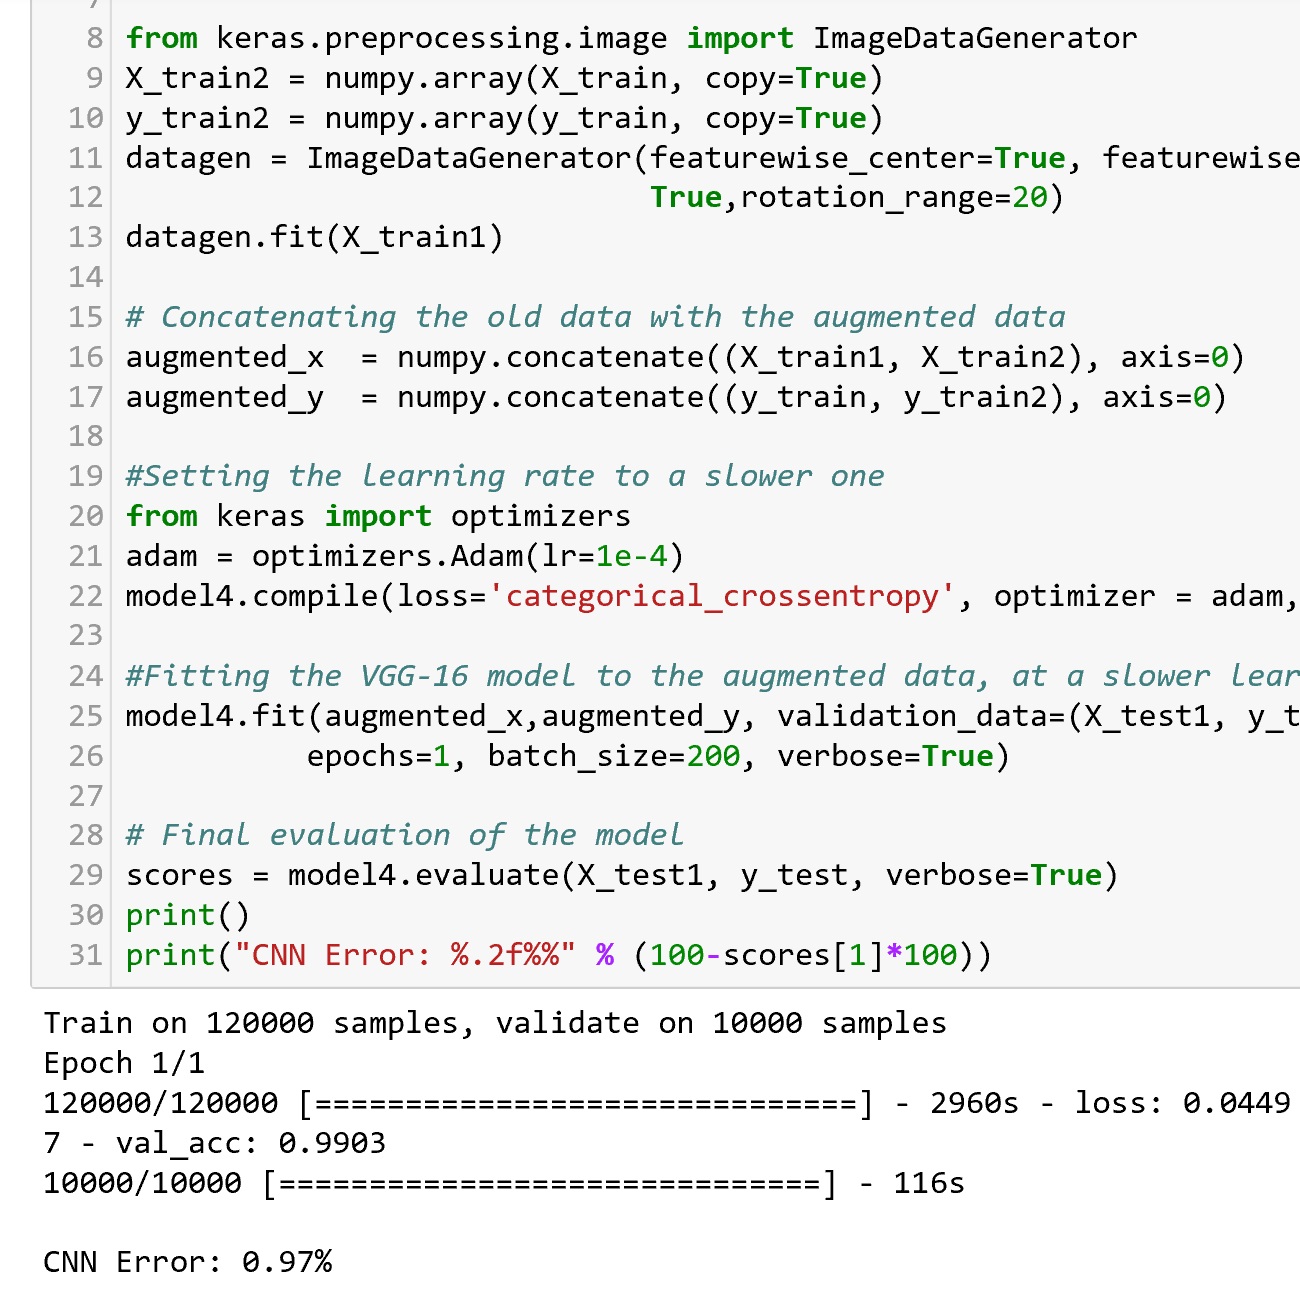 8 from keras.preprocessing.image import ImageDataGenerator
9 X_train2 = numpy.array(X_train, copy=True)
10 y_train2 = numpy.array(y_train, copy=True)
11 datagen = ImageDataGenerator(featurewise_center=True, featurewise
12 True,rotation_range=20)
13 datagen.fit(X_train1)
14
15 # Concatenating the old data with the augmented data
16 augmented_x  = numpy.concatenate((X_train1, X_train2), axis=0)
17 augmented_y  = numpy.concatenate((y_train, y_train2), axis=0)
18
19 #Setting the learning rate to a slower one
20 from keras import optimizers
21 adam = optimizers.Adam(lr=1e-4)
22 model4.compile(loss='categorical_crossentropy', optimizer = adam,
23
24 #Fitting the VGG-16 model to the augmented data, at a slower lear
25 model4.fit(augmented_x,augmented_y, validation_data=(X_test1, y_t
26 epochs=1, batch_size=200, verbose=True)
27
28 # Final evaluation of the model
29 scores = model4.evaluate(X_test1, y_test, verbose=True)
30 print()
31 print("CNN Error: %.2f%%" % (100-scores[1]*100))
Train on 120000 samples, validate on 10000 samples
Epoch 1/1
120000/120000 [==============================] - 2960s - loss: 0.0449
7 - val_acc: 0.9903
10000/10000 [==============================] - 116s
CNN Error: 0.97%